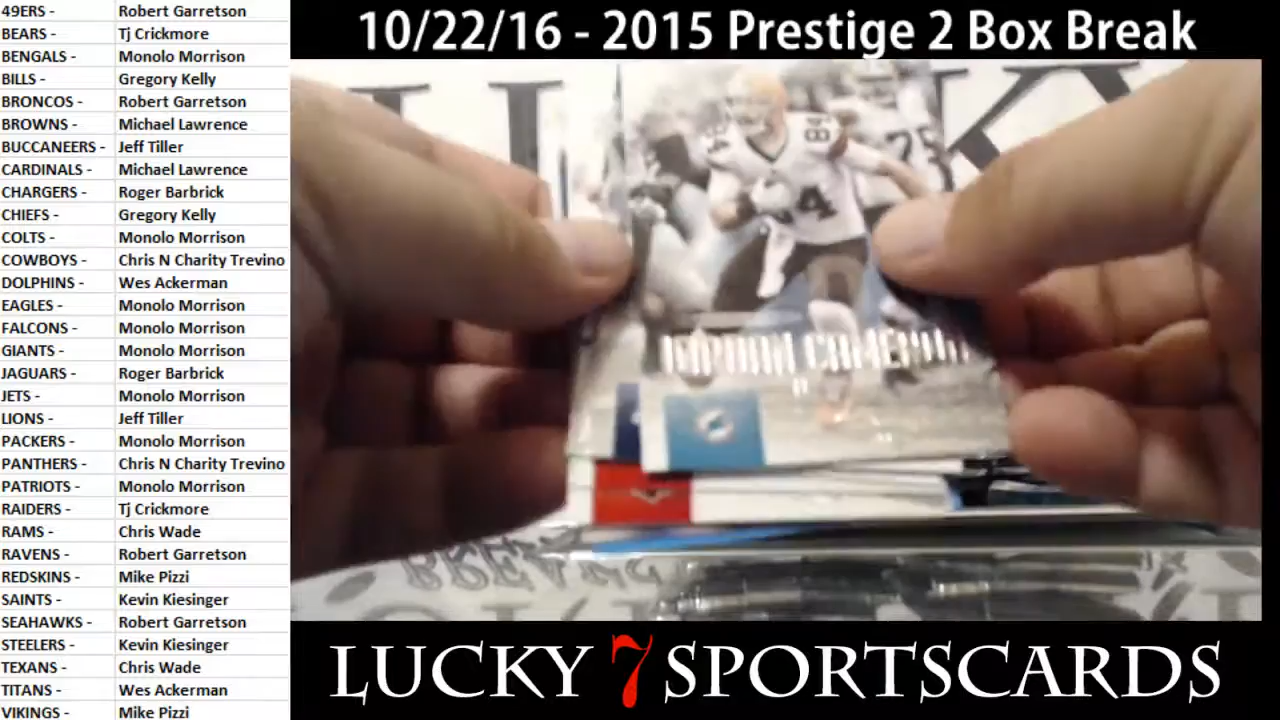 49ERS - Robert Garretson
BEARS - Tj Crickmore
BENGALS - Monolo Morrison
BILLS - Gregory Kelly
BRONCOS - Robert Garretson
BROWNS - Michael Lawrence
BUCCANEERS - Jeff Tiller
CARDINALS - Michael Lawrence
CHARGERS - Roger Barbrick
CHIEFS - Gregory Kelly
COLTS - Monolo Morrison
COWBOYS - Chris N Charity Trevino
DOLPHINS - Wes Ackerman
EAGLES - Monolo Morrison
FALCONS - Monolo Morrison
GIANTS - Monolo Morrison
JAGUARS - Roger Barbrick
JETS - Monolo Morrison
LIONS - Jeff Tiller
PACKERS - Monolo Morrison
PANTHERS - Chris N Charity Trevino
PATRIOTS - Monolo Morrison
RAIDERS - Tj Crickmore
RAMS - Chris Wade
RAVENS - Robert Garretson
REDSKINS - Mike Pizzi
SAINTS - Kevin Kiesinger
SEAHAWKS - Robert Garretson
STEELERS - Kevin Kiesinger
TEXANS - Chris Wade
TITANS - Wes Ackerman
VIKINGS - Mike Pizzi
10/22/16 - 2015 Prestige 2 Box Break
84
JORDAN CAMERON
LUCKY 7 SPORTSCARDS